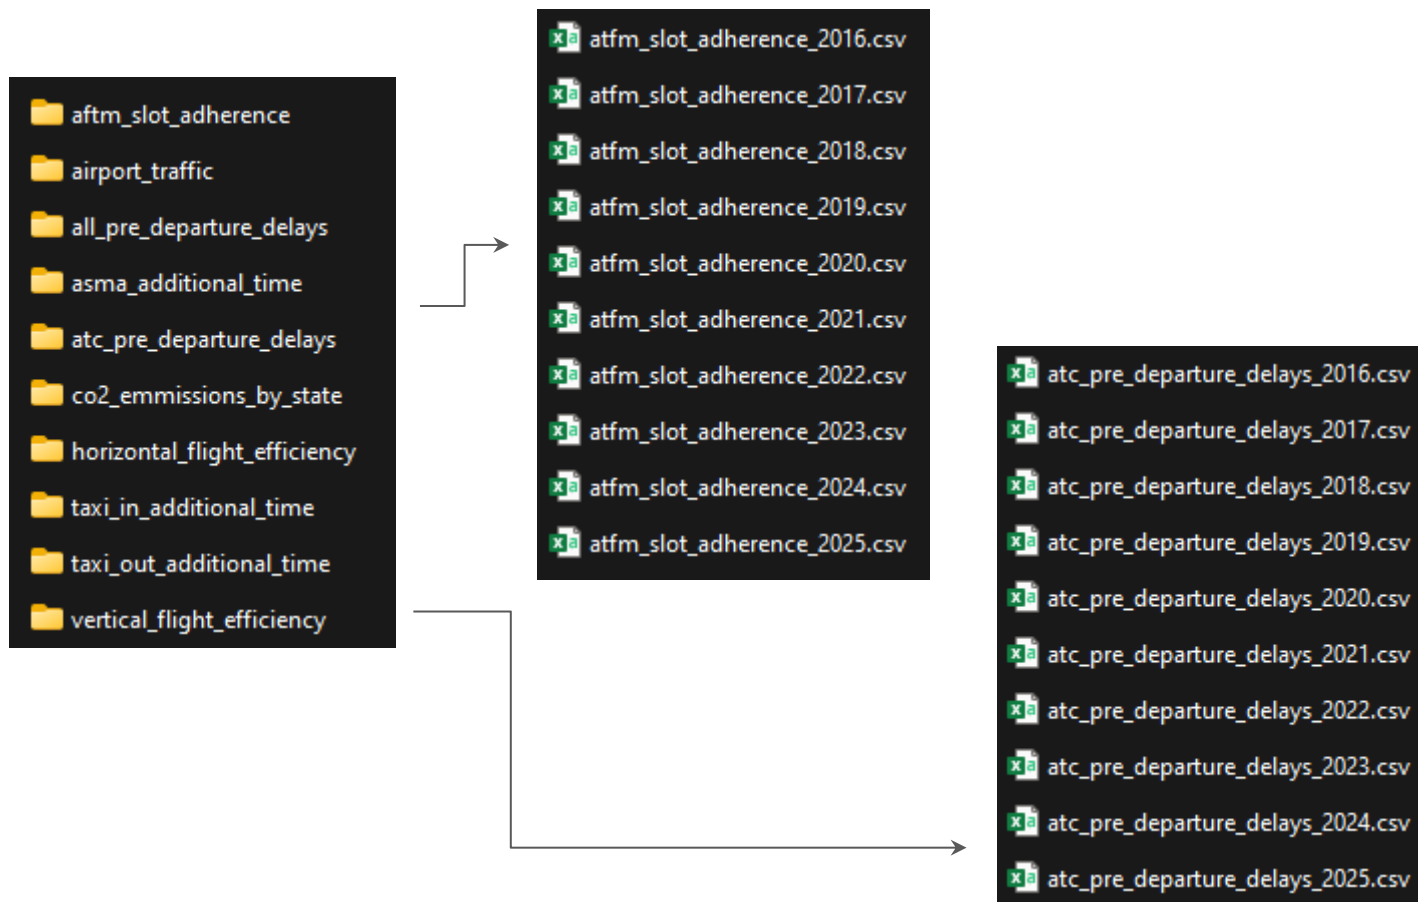 aftm_slot_adherence
airport_traffic
all_pre_departure_delays
asma_additional_time
atc_pre_departure_delays
co2_emmissions_by_state
horizontal_flight_efficiency
taxi_in_additional_time
taxi_out_additional_time
vertical_flight_efficiency
atfm_slot_adherence_2016.csv
atfm_slot_adherence_2017.csv
atfm_slot_adherence_2018.csv
atfm_slot_adherence_2019.csv
atfm_slot_adherence_2020.csv
atfm_slot_adherence_2021.csv
atfm_slot_adherence_2022.csv
atfm_slot_adherence_2023.csv
atfm_slot_adherence_2024.csv
atfm_slot_adherence_2025.csv
atc_pre_departure_delays_2016.csv
atc_pre_departure_delays_2017.csv
atc_pre_departure_delays_2018.csv
atc_pre_departure_delays_2019.csv
atc_pre_departure_delays_2020.csv
atc_pre_departure_delays_2021.csv
atc_pre_departure_delays_2022.csv
atc_pre_departure_delays_2023.csv
atc_pre_departure_delays_2024.csv
atc_pre_departure_delays_2025.csv